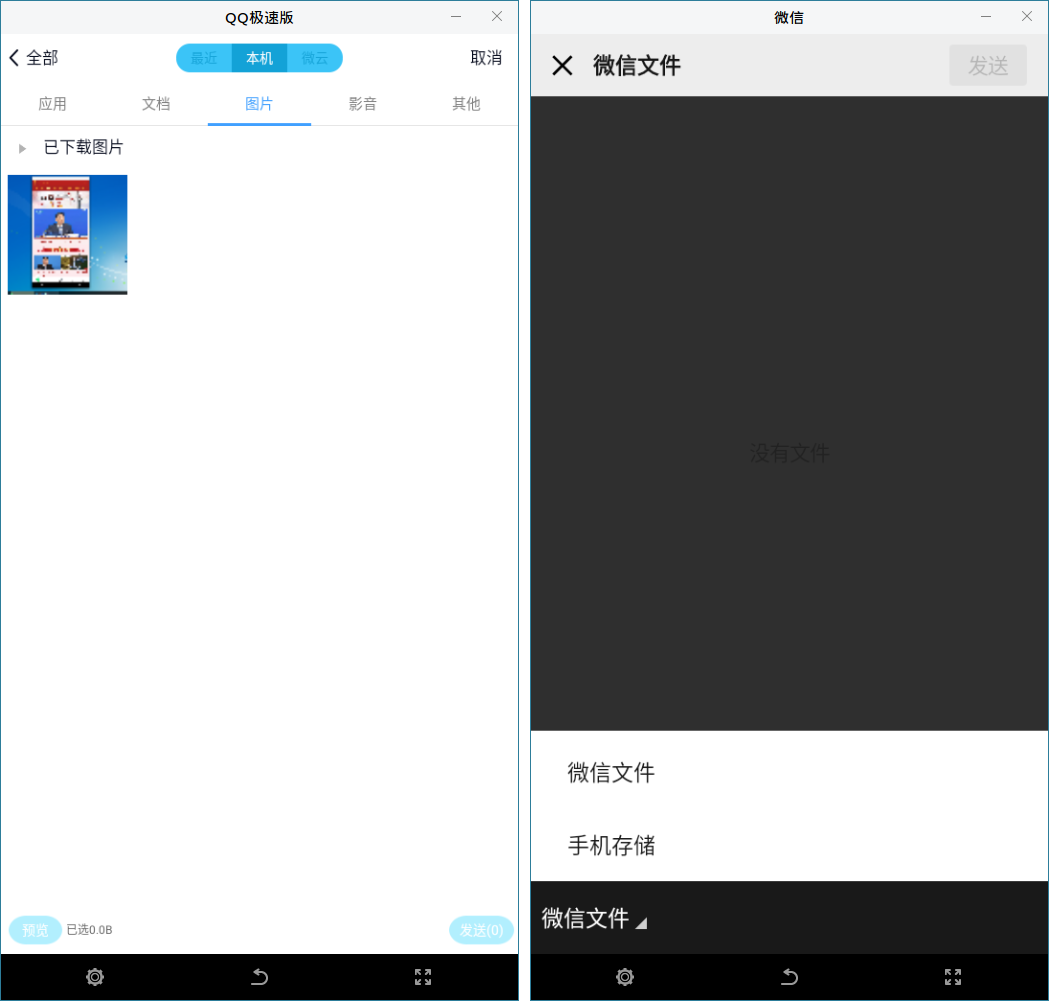 QQ极速版
全部
最近
本机
微云
取消
应用
文档
图片
影音
其他
已下载图片
预览
已选0.0B
发送(0)
微信
微信文件
发送
没有文件
微信文件
手机存储
微信文件